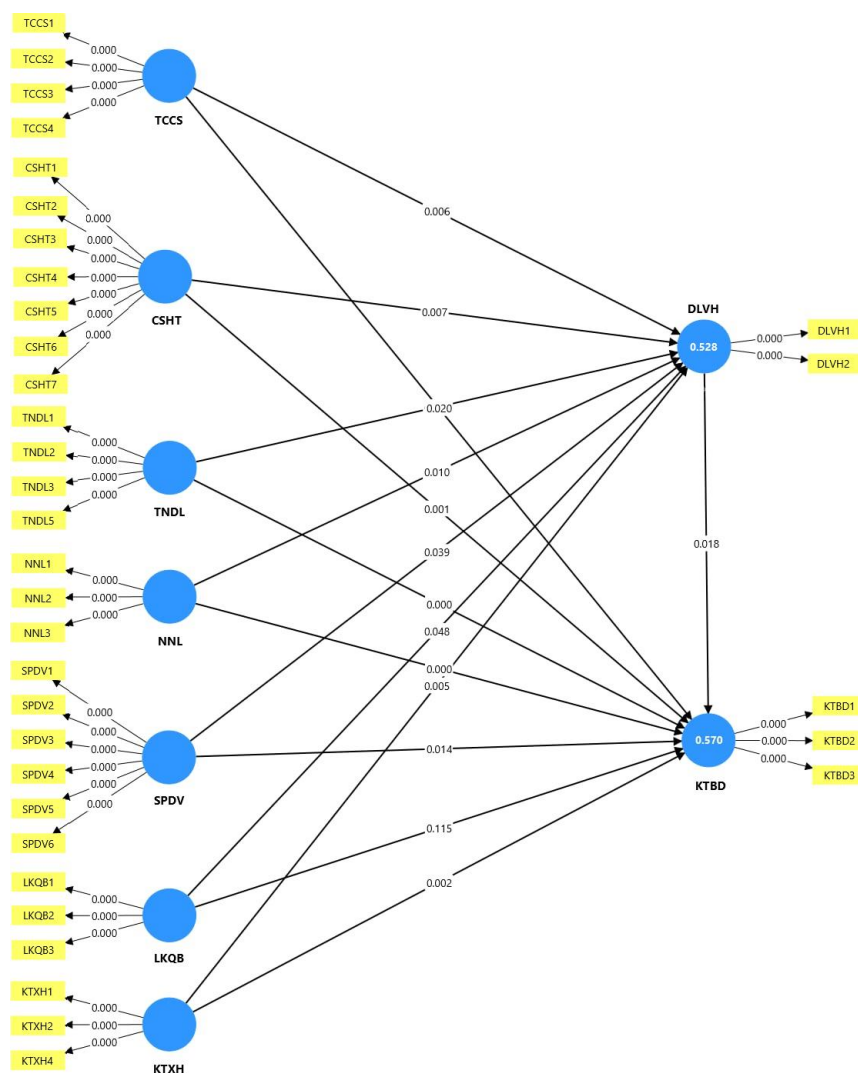 TCCS1
0.000
TCCS2
0.000
TCCS3
0.000
TCCS4
0.000
TCCS
CSHT1
0.000
CSHT2
0.000
CSHT3
0.000
CSHT4
0.000
CSHT5
0.000
CSHT6
0.000
CSHT7
0.000
CSHT
TNDL1
0.000
TNDL2
0.000
TNDL3
0.000
TNDL5
0.000
TNDL
NNL1
0.000
NNL2
0.000
NNL3
0.000
NNL
SPDV1
0.000
SPDV2
0.000
SPDV3
0.000
SPDV4
0.000
SPDV5
0.000
SPDV6
0.000
SPDV
LKQB1
0.000
LKQB2
0.000
LKQB3
0.000
LKQB
KTXH1
0.000
KTXH2
0.000
KTXH4
0.000
KTXH
0.006
0.007
0.020
0.010
0.001
0.039
0.000
0.048
0.000
0.005
0.014
0.115
0.002
DLVH
0.528
0.000
DLVH1
0.000
DLVH2
0.018
KTBD
0.570
0.000
KTBD1
0.000
KTBD2
0.000
KTBD3